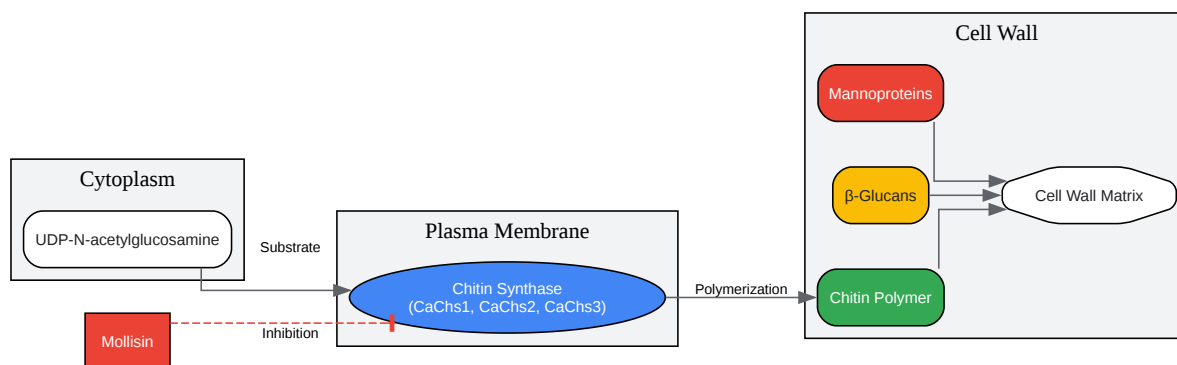 Cell Wall
Mannoproteins
Cytoplasm
β-Glucans
Cell Wall Matrix
UDP-N-acetylglucosamine
Substrate
Plasma Membrane
Chitin Synthase
(CaChs1, CaChs2, CaChs3)
Polymerization
Chitin Polymer
Mollisin
Inhibition